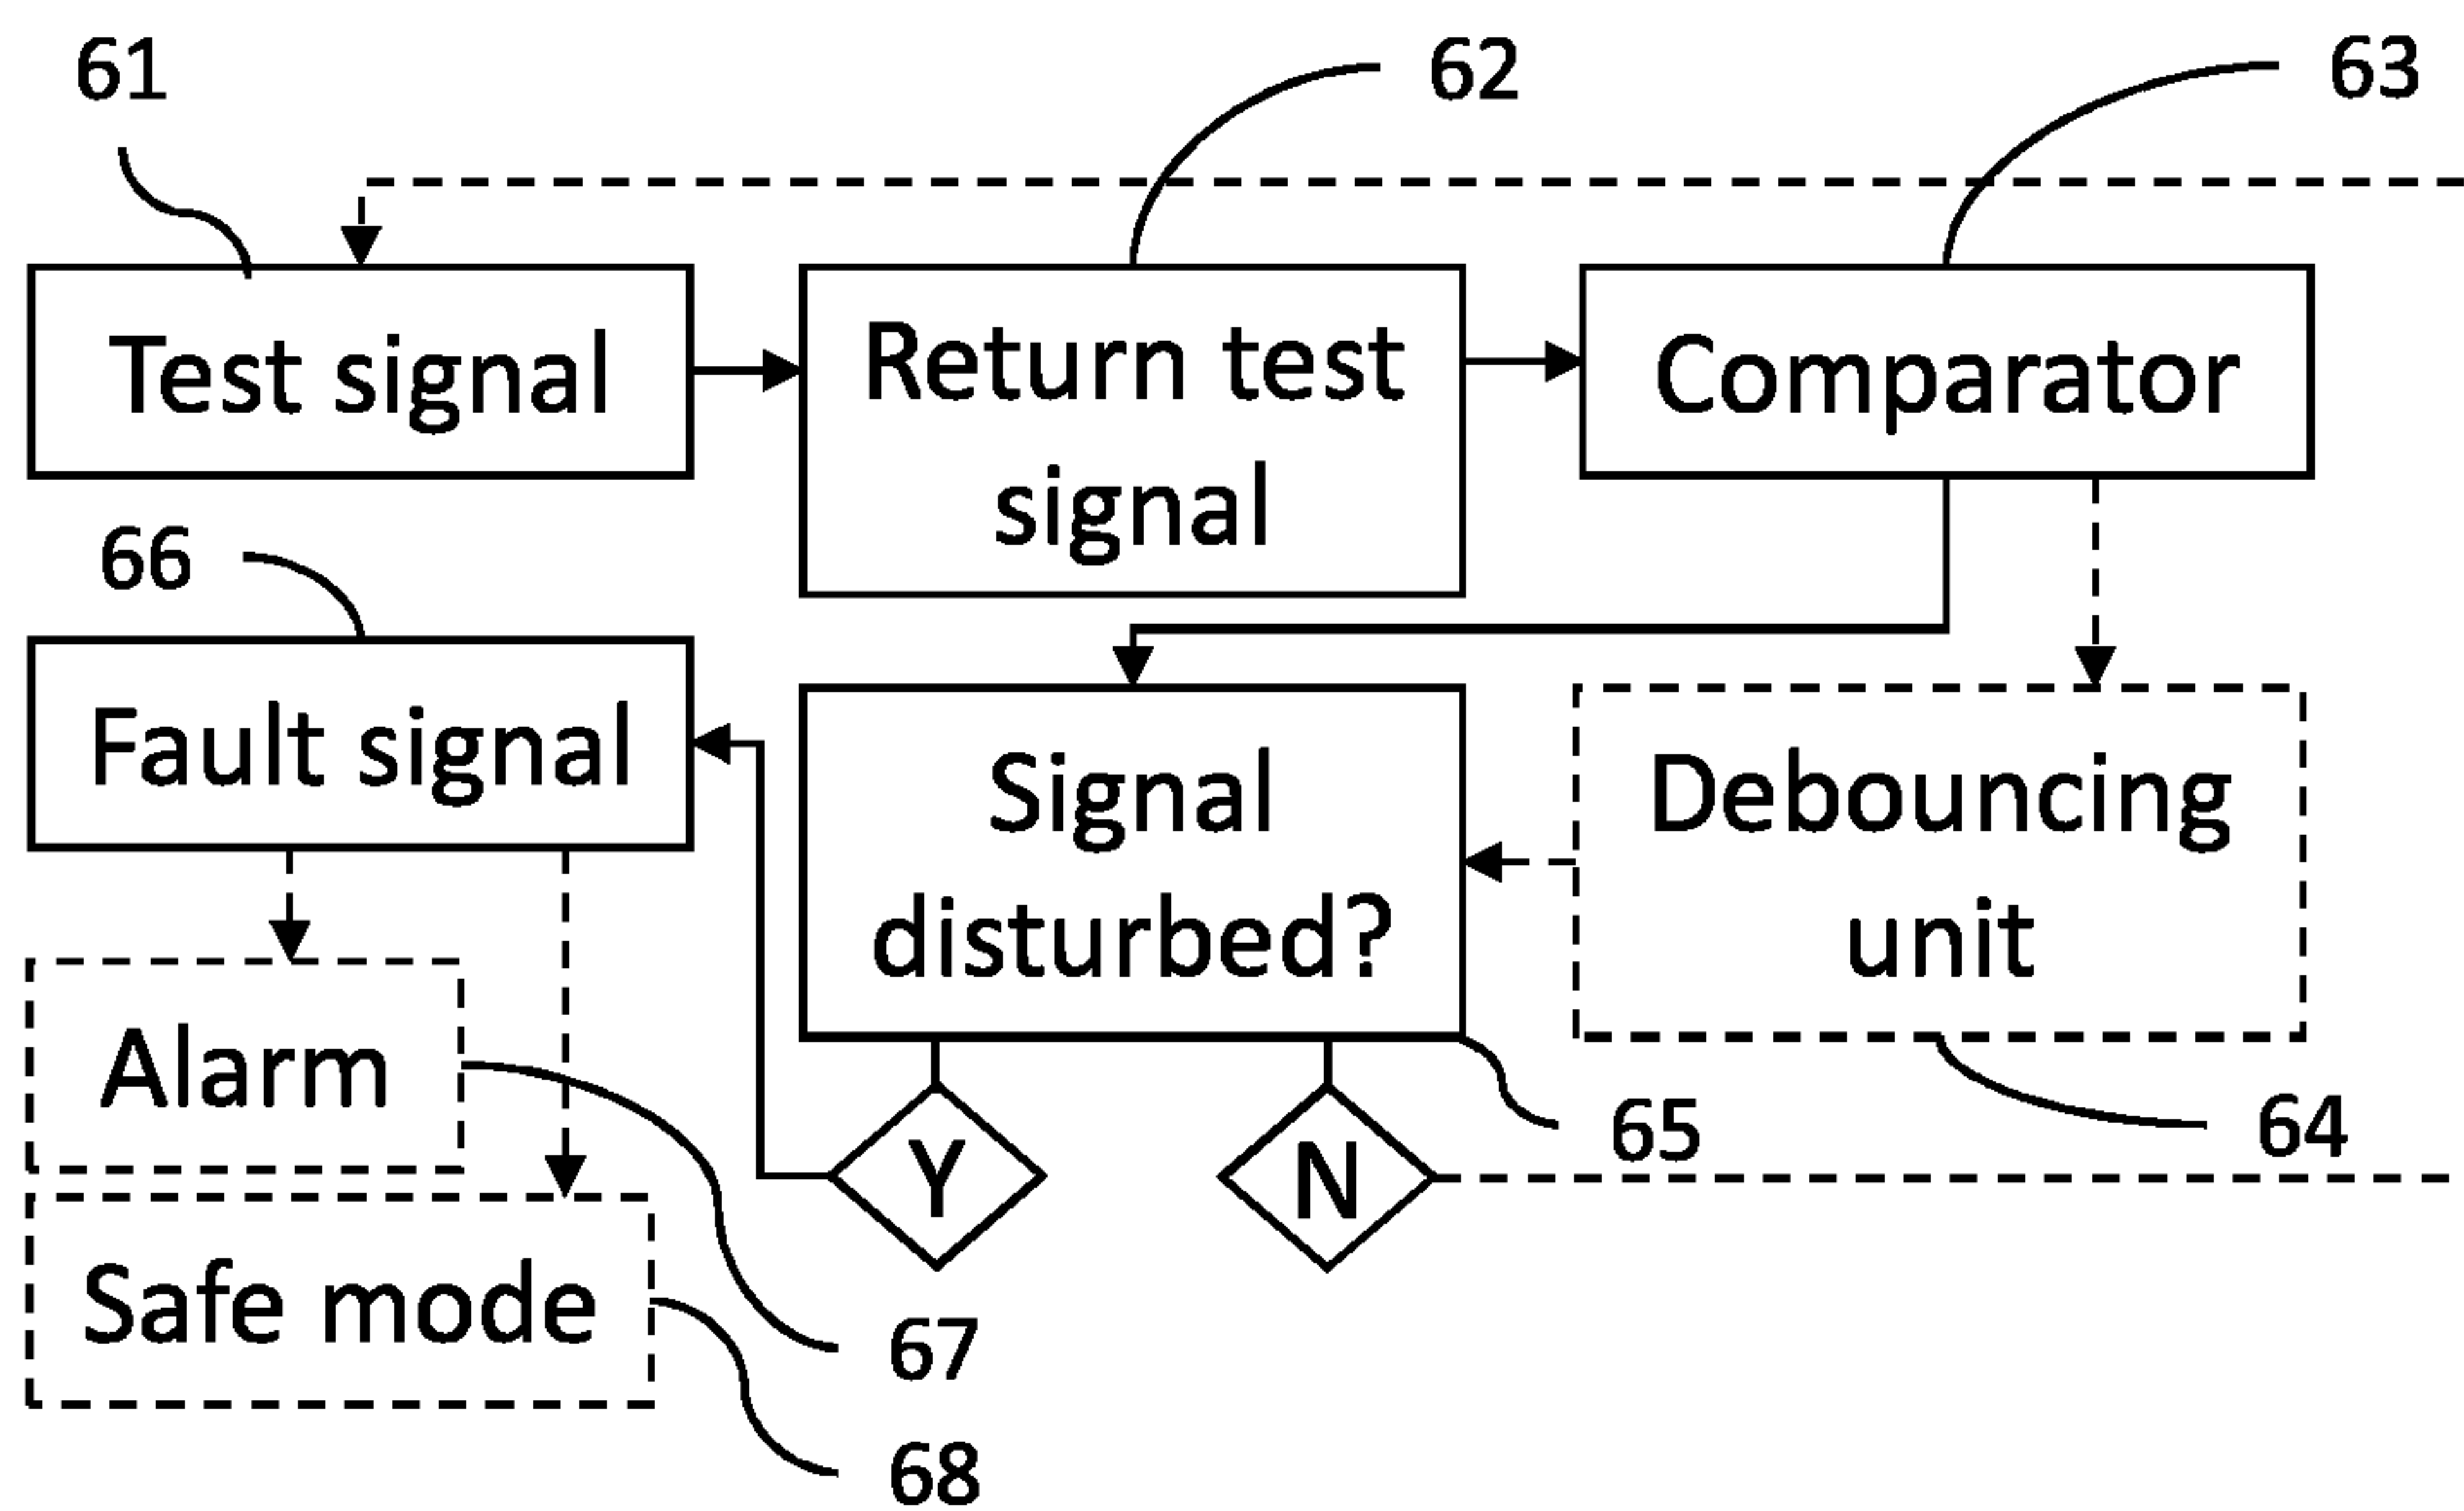 61
62
63
Test signal
Return test
signal
Comparator
66
Fault signal
Signal
disturbed?
Debouncing
unit
Alarm
Y
N
65
64
Safe mode
67
68